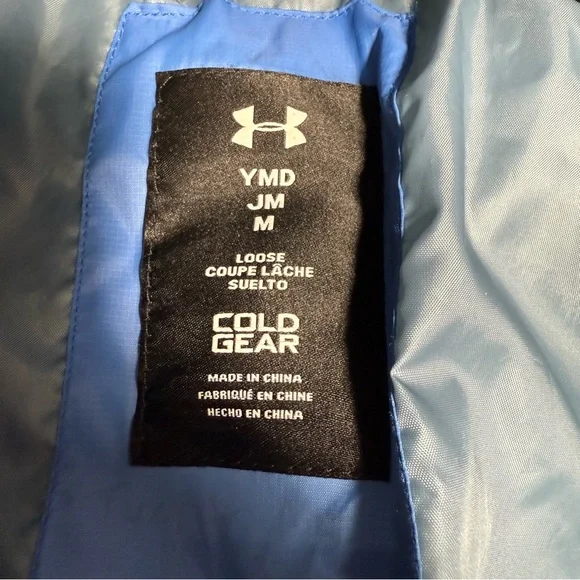 YMD
JM
M
LOOSE
COUPE LÂCHE
SUELTO
COLD
GEAR
MADE IN CHINA
FABRIQUÉ EN CHINE
HECHO EN CHINA